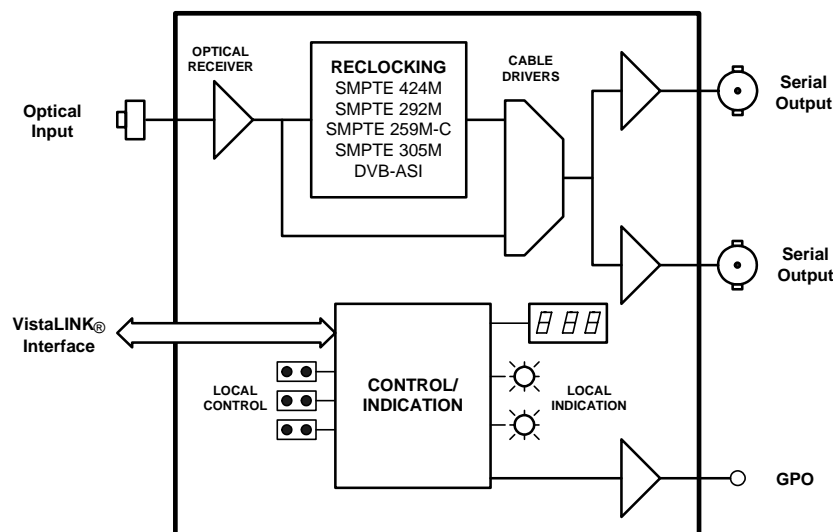 OPTICAL
RECEIVER
RECLOCKING
SMPTE 424M
SMPTE 292M
SMPTE 259M-C
SMPTE 305M
DVB-ASI
CABLE
DRIVERS
Optical
Input
Serial
Output
Serial
Output
VistaLINK®
Interface
LOCAL
CONTROL
CONTROL/
INDICATION
LOCAL
INDICATION
GPO